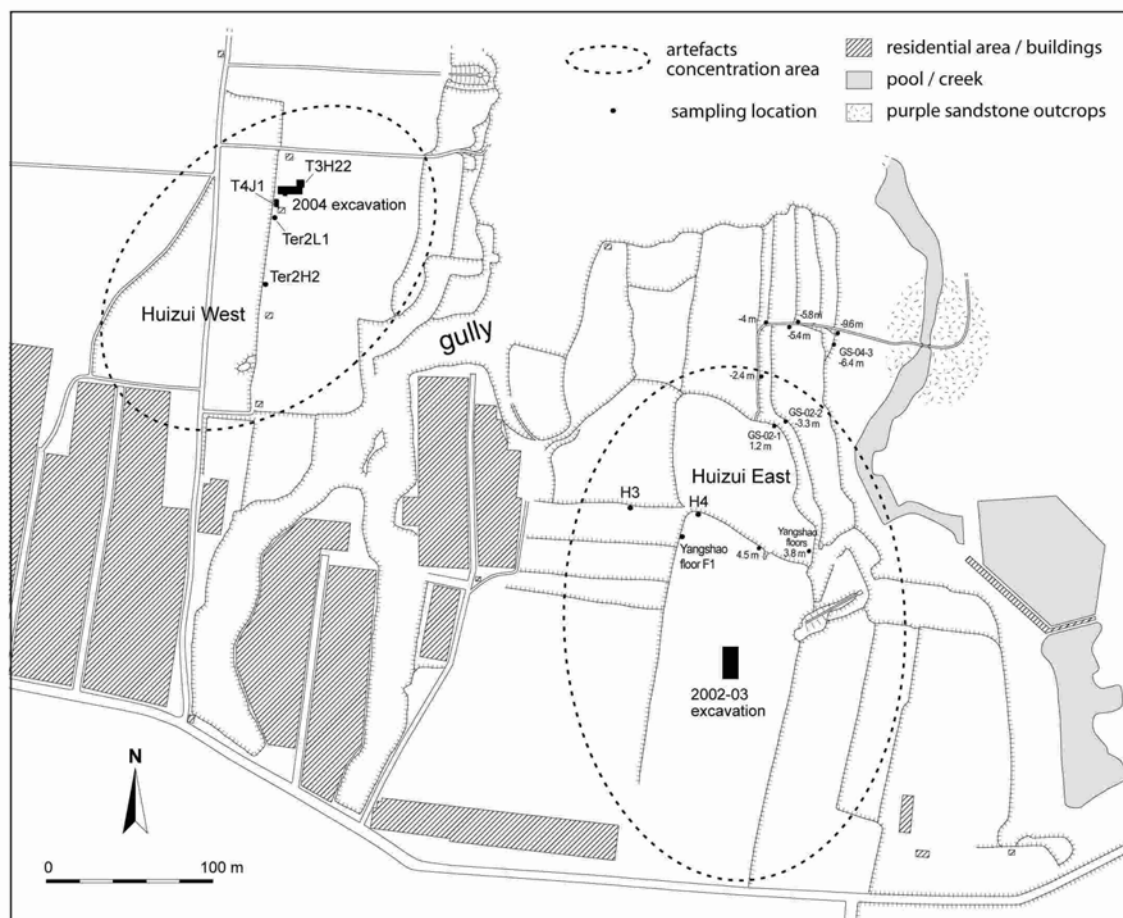 artefacts
concentration area
sampling location
residential area / buildings
pool / creek
purple sandstone outcrops
T3H22
T4J1
2004 excavation
Ter2L1
Ter2H2
Huizui West
gully
-4 m
-5.8 m
-5.4 m
-9.6 m
GS-04-3
-6.4 m
-2.4 m
GS-02-2
-3.3 m
GS-02-1
1.2 m
Huizui East
H3
H4
Yangshao
floor F1
4.5 m
Yangshao
floors
3.8 m
2002-03
excavation
N
0 100 m